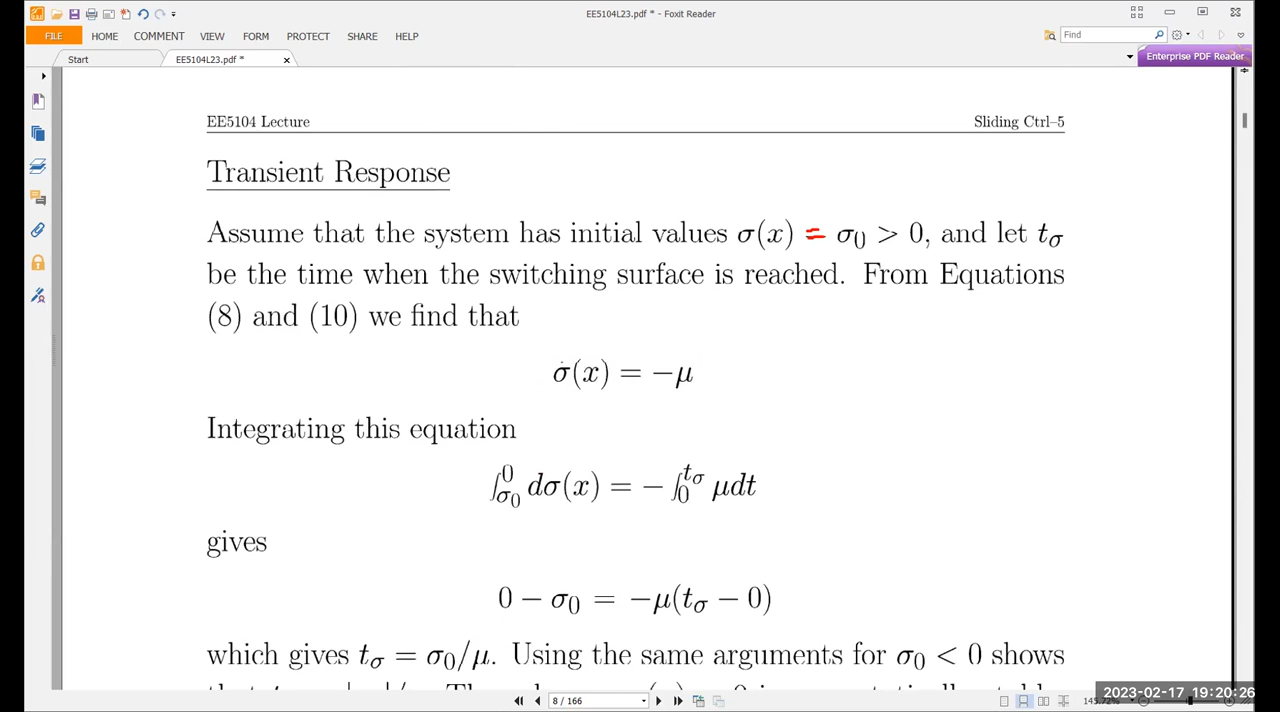 EE5104L23.pdf * - Foxit Reader
FILE HOME COMMENT VIEW FORM PROTECT SHARE HELP
Find
Start EE5104L23.pdf *
Enterprise PDF Reader
EE5104 Lecture Sliding Ctrl–5
Transient Response
Assume that the system has initial values σ(x) = σ₀ > 0, and let t_σ
be the time when the switching surface is reached. From Equations
(8) and (10) we find that
σ̇(x) = −μ
Integrating this equation
∫_{σ₀}^{0} dσ(x) = − ∫_{0}^{t_σ} μdt
gives
0 − σ₀ = −μ(t_σ − 0)
which gives t_σ = σ₀/μ. Using the same arguments for σ₀ < 0 shows
8 / 166
2023-02-17 19:20:26